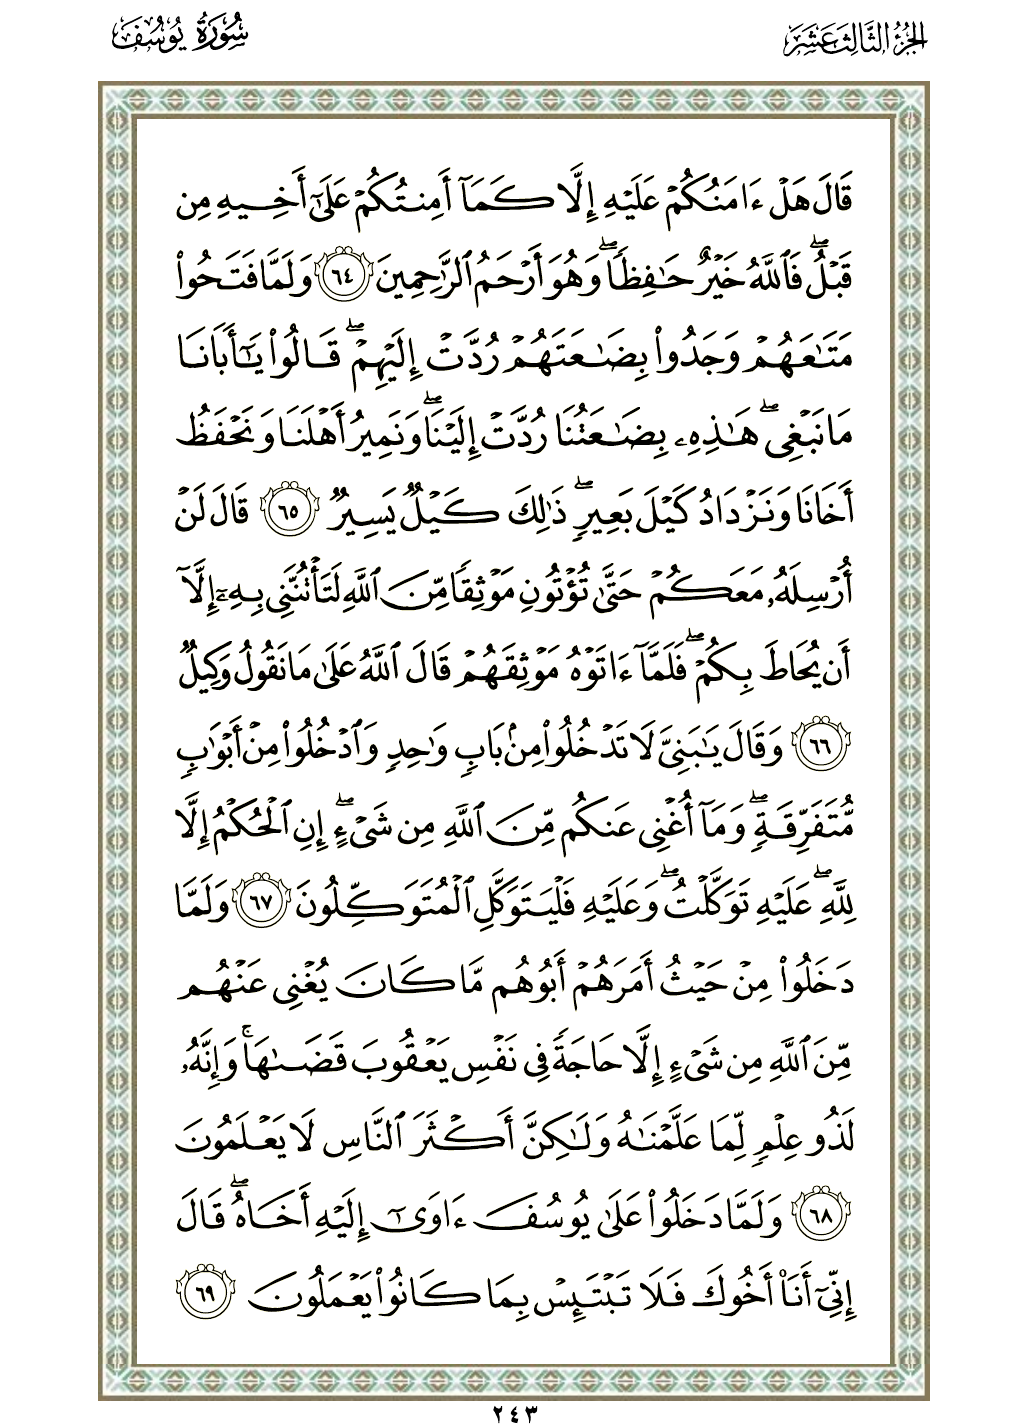 الجزء الثالث عشر
سورة يوسف
قَالَ هَلْ ءَامَنُكُمْ عَلَيْهِ إِلَّا كَمَآ أَمِنتُكُمْ عَلَىٰٓ أَخِيهِ مِن
قَبْلُ ۖ فَٱللَّهُ خَيْرٌ حَـٰفِظًا ۖ وَهُوَ أَرْحَمُ ٱلرَّٰحِمِينَ ٦٤ وَلَمَّا فَتَحُوا۟
مَتَـٰعَهُمْ وَجَدُوا۟ بِضَـٰعَتَهُمْ رُدَّتْ إِلَيْهِمْ ۖ قَالُوا۟ يَـٰٓأَبَانَا
مَا نَبْغِى ۖ هَـٰذِهِۦ بِضَـٰعَتُنَا رُدَّتْ إِلَيْنَا ۖ وَنَمِيرُ أَهْلَنَا وَنَحْفَظُ
أَخَانَا وَنَزْدَادُ كَيْلَ بَعِيرٍ ۖ ذَٰلِكَ كَيْلٌ يَسِيرٌ ٦٥ قَالَ لَنْ
أُرْسِلَهُۥ مَعَكُمْ حَتَّىٰ تُؤْتُونِ مَوْثِقًا مِّنَ ٱللَّهِ لَتَأْتُنَّنِى بِهِۦٓ إِلَّآ
أَن يُحَاطَ بِكُمْ ۖ فَلَمَّآ ءَاتَوْهُ مَوْثِقَهُمْ قَالَ ٱللَّهُ عَلَىٰ مَا نَقُولُ وَكِيلٌ
٦٦ وَقَالَ يَـٰبَنِىَّ لَا تَدْخُلُوا۟ مِنۢ بَابٍ وَٰحِدٍ وَٱدْخُلُوا۟ مِنْ أَبْوَٰبٍ
مُّتَفَرِّقَةٍ ۖ وَمَآ أُغْنِى عَنكُم مِّنَ ٱللَّهِ مِن شَىْءٍ ۖ إِنِ ٱلْحُكْمُ إِلَّا
لِلَّهِ ۖ عَلَيْهِ تَوَكَّلْتُ ۖ وَعَلَيْهِ فَلْيَتَوَكَّلِ ٱلْمُتَوَكِّلُونَ ٦٧ وَلَمَّا
دَخَلُوا۟ مِنْ حَيْثُ أَمَرَهُمْ أَبُوهُم مَّا كَانَ يُغْنِى عَنْهُم
مِّنَ ٱللَّهِ مِن شَىْءٍ إِلَّا حَاجَةً فِى نَفْسِ يَعْقُوبَ قَضَىٰهَا ۚ وَإِنَّهُۥ
لَذُو عِلْمٍ لِّمَا عَلَّمْنَـٰهُ وَلَـٰكِنَّ أَكْثَرَ ٱلنَّاسِ لَا يَعْلَمُونَ
٦٨ وَلَمَّا دَخَلُوا۟ عَلَىٰ يُوسُفَ ءَاوَىٰٓ إِلَيْهِ أَخَاهُ ۖ قَالَ
إِنِّىٓ أَنَا۠ أَخُوكَ فَلَا تَبْتَئِسْ بِمَا كَانُوا۟ يَعْمَلُونَ ٦٩
٢٤٣